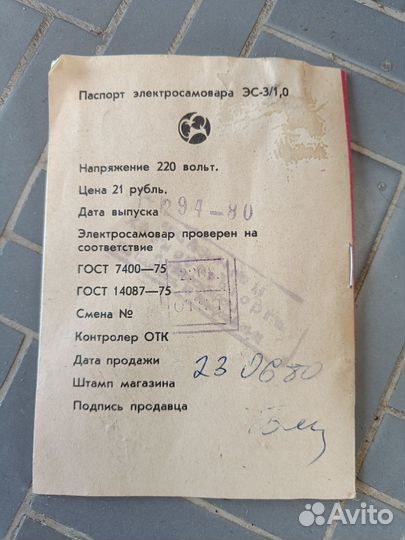 Паспорт электросамовара ЭС-3/1,0
Напряжение 220 вольт.
Цена 21 рубль.
Дата выпуска 294-80
Электросамовар проверен на
соответствие
ГОСТ 7400—75
ГОСТ 14087—75
Смена №
Контролер ОТК
Дата продажи 23 06 80
Штамп магазина
Подпись продавца
Avito